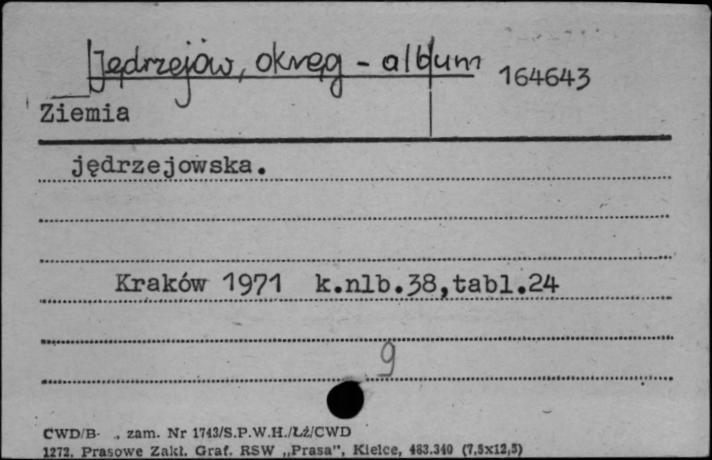 Jędrzejów, okręg - album
164643
Ziemia
jędrzejowska.
Kraków 1971 k.nlb.38,tabl.24
9
CWD/B- zam. Nr 1743/S.P.W.H./Łź/CWD
1272. Prasowe Zakł. Graf. RSW „Prasa", Kielce, 463.340 (7,5x12,5)